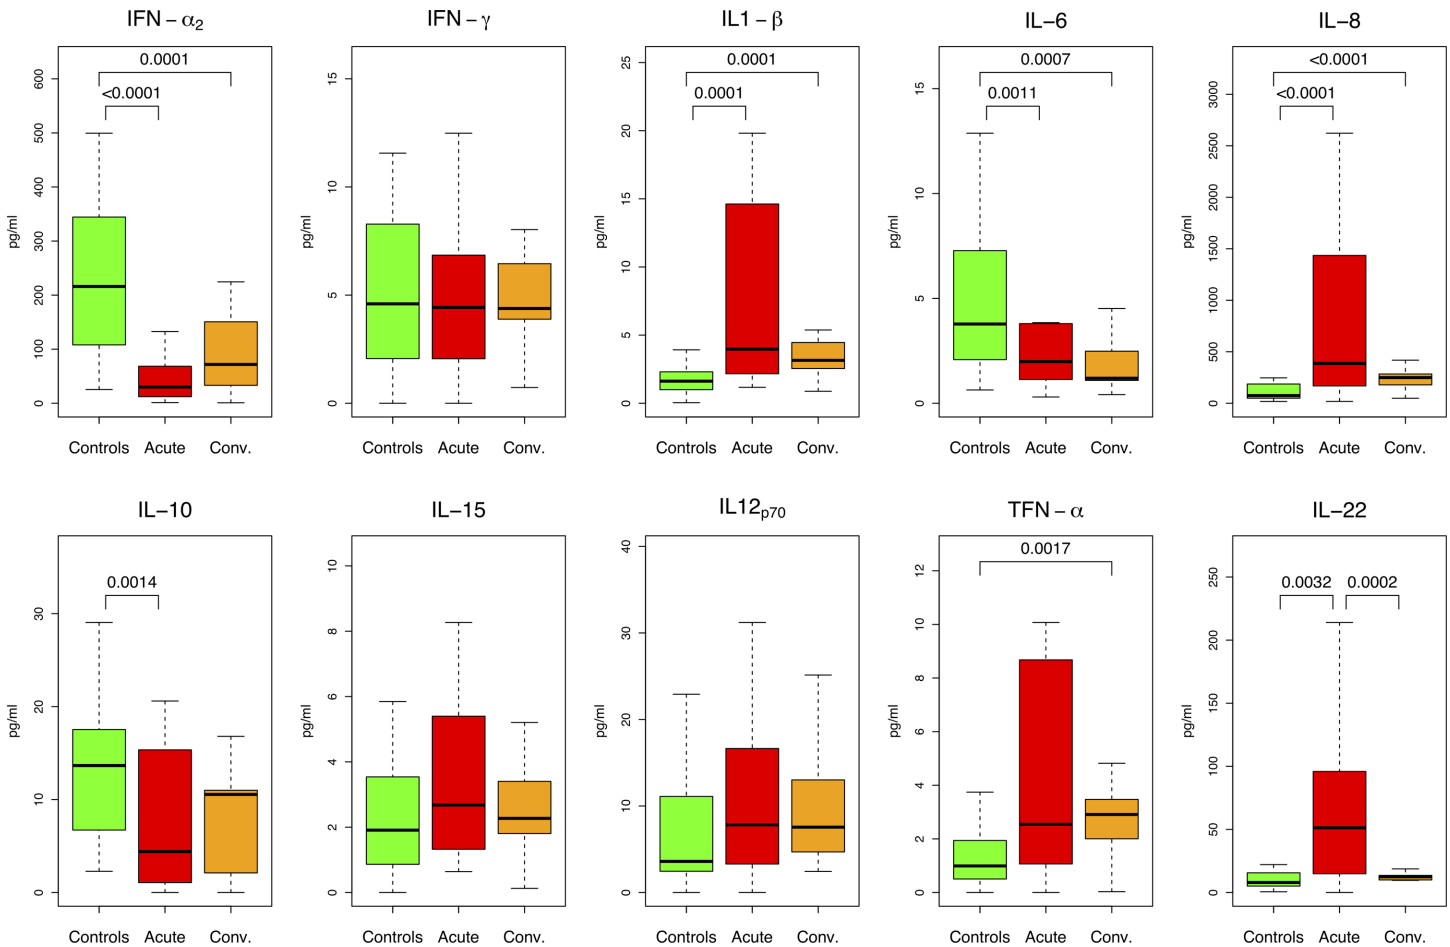 IFN − α2
0.0001
<0.0001
pg/ml
600
500
400
300
200
100
0
Controls Acute Conv.
IFN − γ
pg/ml
15
10
5
0
Controls Acute Conv.
IL1 − β
0.0001
0.0001
pg/ml
25
20
15
10
5
0
Controls Acute Conv.
IL−6
0.0007
0.0011
pg/ml
15
10
5
0
Controls Acute Conv.
IL−8
<0.0001
<0.0001
pg/ml
3000
2500
2000
1500
1000
500
0
Controls Acute Conv.
IL−10
0.0014
pg/ml
30
20
10
0
Controls Acute Conv.
IL−15
pg/ml
10
8
6
4
2
0
Controls Acute Conv.
IL12p70
pg/ml
40
30
20
10
0
Controls Acute Conv.
TFN − α
0.0017
pg/ml
12
10
8
6
4
2
0
Controls Acute Conv.
IL−22
0.0032 0.0002
pg/ml
250
200
150
100
50
0
Controls Acute Conv.